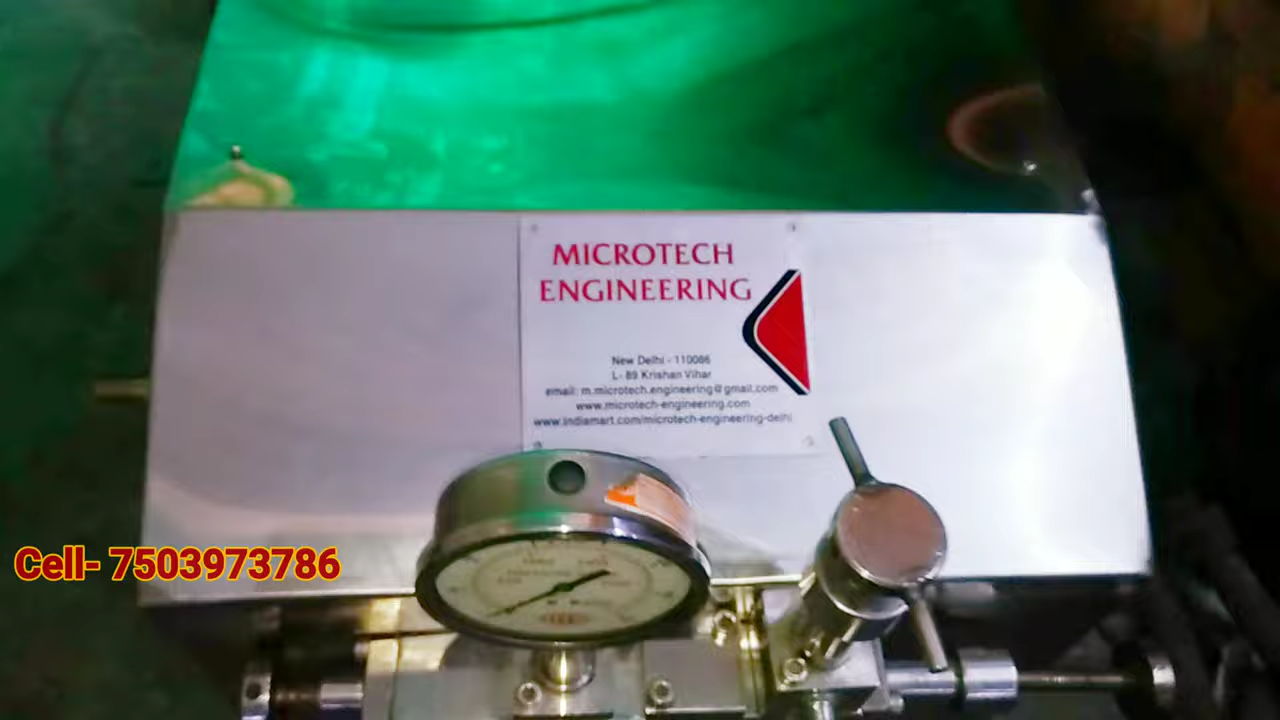 MICROTECH
ENGINEERING
New Delhi - 110086
L- 89 Krishan Vihar
email: m.microtech.engineering@gmail.com
www.microtech-engineering.com
www.indiamart.com/microtech-engineering-delhi
Cell- 7503973786